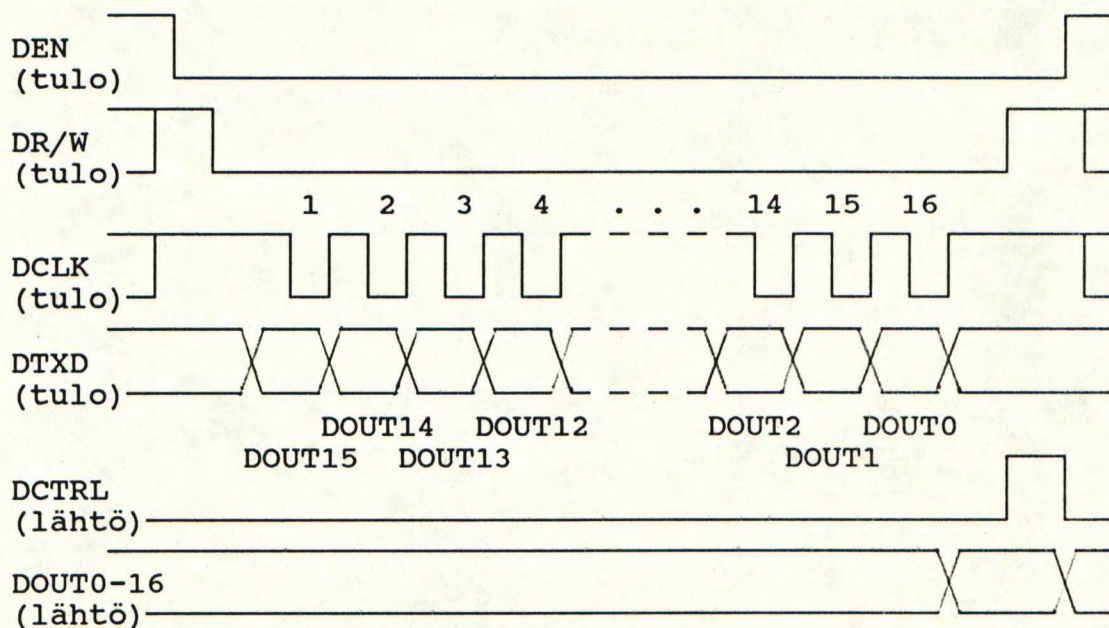 DEN
(tulo)
DR/W
(tulo)
1 2 3 4 . . . 14 15 16
DCLK
(tulo)
DTXD
(tulo)
DOUT14 DOUT12 DOUT2 DOUT0
DOUT15 DOUT13 DOUT1
DCTRL
(lähtö)
DOUT0-16
(lähtö)